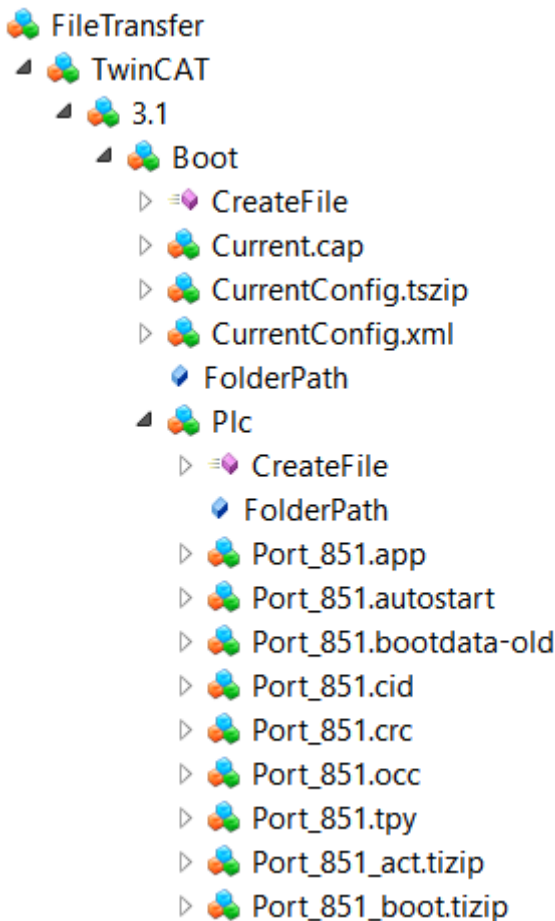 FileTransfer
TwinCAT
3.1
Boot
CreateFile
Current.cap
CurrentConfig.tszip
CurrentConfig.xml
FolderPath
Plc
CreateFile
FolderPath
Port_851.app
Port_851.autostart
Port_851.bootdata-old
Port_851.cid
Port_851.crc
Port_851.occ
Port_851.tpy
Port_851_act.tizip
Port_851_boot.tizip